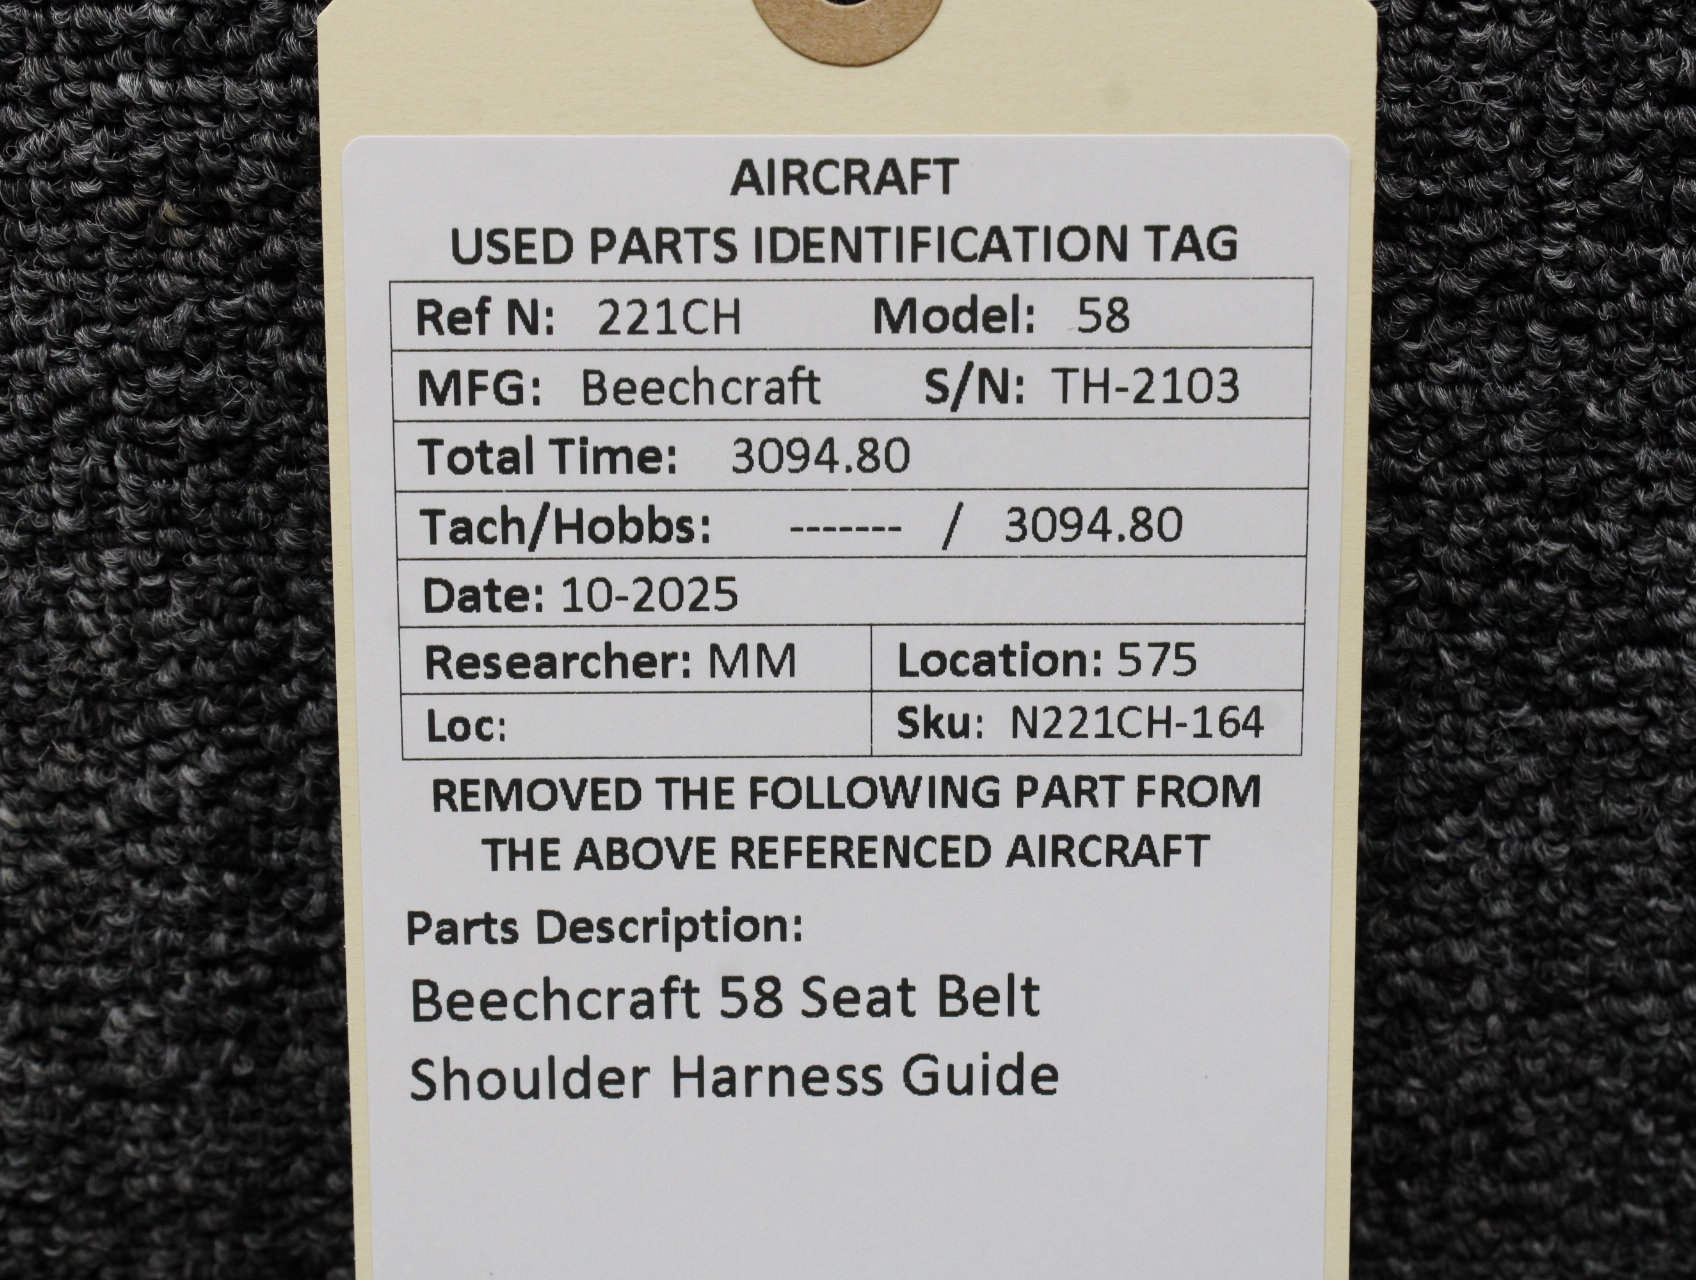 AIRCRAFT
USED PARTS IDENTIFICATION TAG
Ref N: 221CH Model: 58
MFG: Beechcraft S/N: TH-2103
Total Time: 3094.80
Tach/Hobbs: ------- / 3094.80
Date: 10-2025
Researcher: MM Location: 575
Loc: Sku: N221CH-164
REMOVED THE FOLLOWING PART FROM
THE ABOVE REFERENCED AIRCRAFT
Parts Description:
Beechcraft 58 Seat Belt
Shoulder Harness Guide